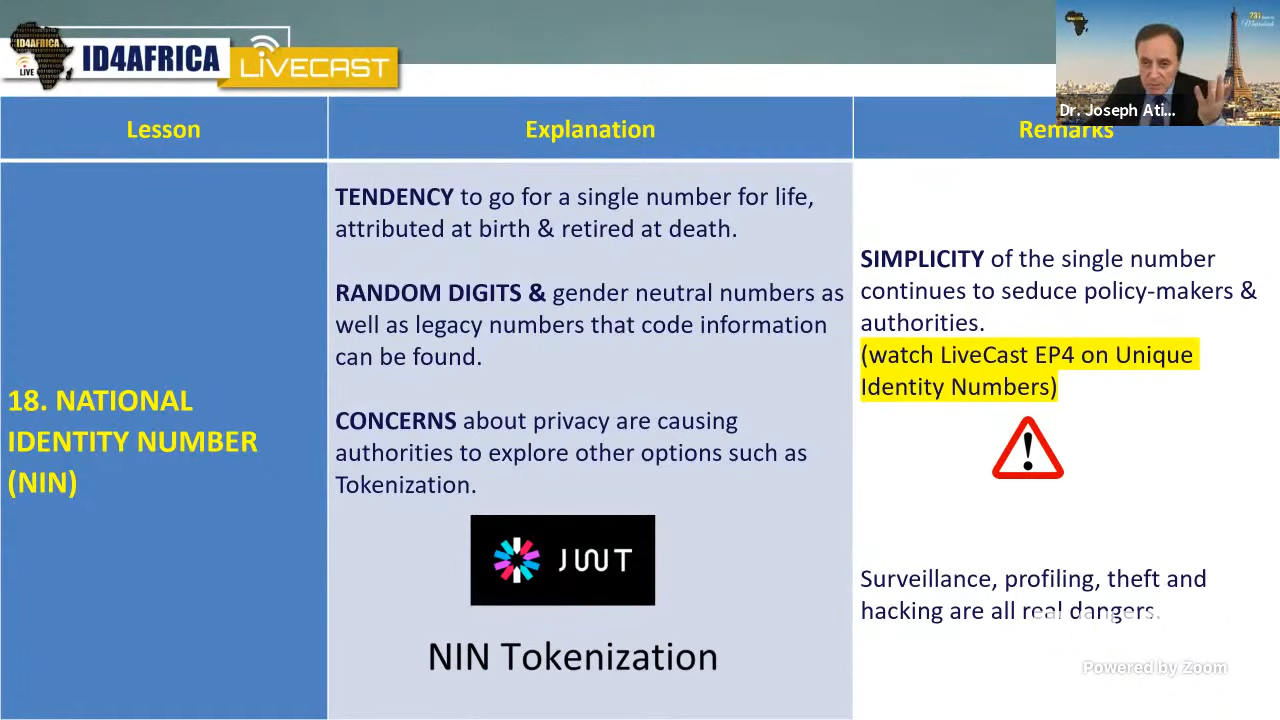 ID4AFRICA
LIVE
ID4AFRICA
LIVECAST
Dr. Joseph Ati...
Lesson
Explanation
Remarks
18. NATIONAL
IDENTITY NUMBER
(NIN)
TENDENCY to go for a single number for life,
attributed at birth & retired at death.
RANDOM DIGITS & gender neutral numbers as
well as legacy numbers that code information
can be found.
CONCERNS about privacy are causing
authorities to explore other options such as
Tokenization.
JWT
NIN Tokenization
SIMPLICITY of the single number
continues to seduce policy-makers &
authorities.
(watch LiveCast EP4 on Unique
Identity Numbers)
!
Surveillance, profiling, theft and
hacking are all real dangers.
Powered by Zoom